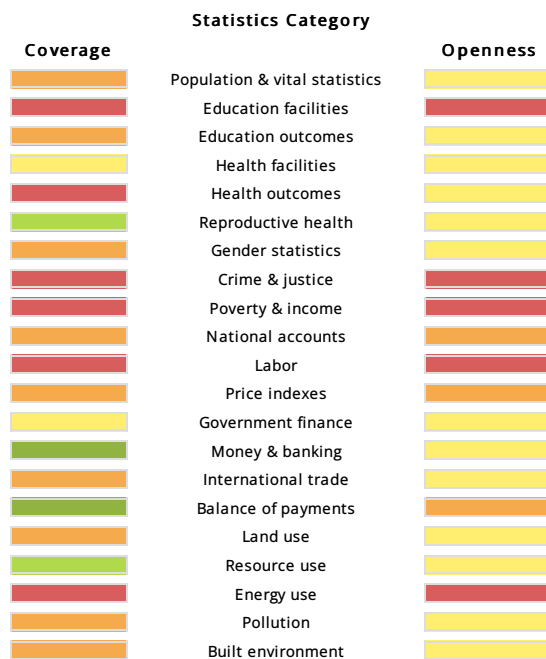 Statistics Category
Coverage Openness
Population & vital statistics
Education facilities
Education outcomes
Health facilities
Health outcomes
Reproductive health
Gender statistics
Crime & justice
Poverty & income
National accounts
Labor
Price indexes
Government finance
Money & banking
International trade
Balance of payments
Land use
Resource use
Energy use
Pollution
Built environment